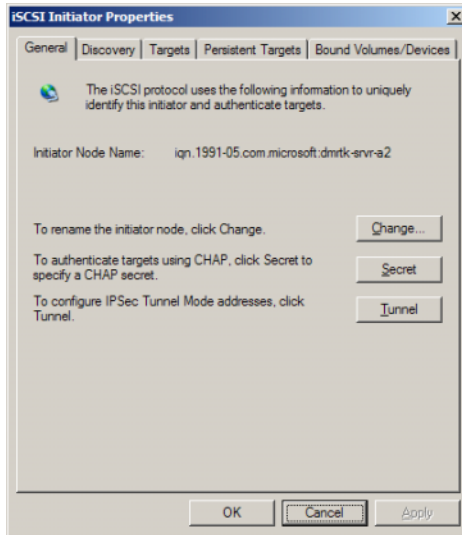 iSCSI Initiator Properties
General Discovery Targets Persistent Targets Bound Volumes/Devices
The iSCSI protocol uses the following information to uniquely
identify this initiator and authenticate targets.
Initiator Node Name: iqn.1991-05.com.microsoft:dmrtk-srvr-a2
To rename the initiator node, click Change. Change...
To authenticate targets using CHAP, click Secret to
specify a CHAP secret. Secret
To configure IPSec Tunnel Mode addresses, click
Tunnel. Tunnel
OK Cancel Apply